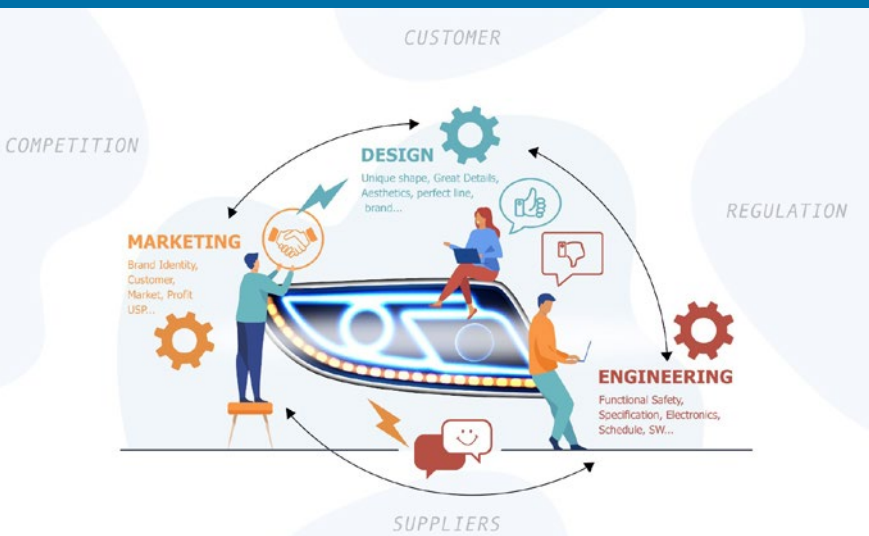 CUSTOMER
COMPETITION
DESIGN
Unique shape, Great Details,
Aesthetics, perfect line,
brand...
REGULATION
MARKETING
Brand Identity,
Customer,
Market, Profit
USP...
ENGINEERING
Functional Safety,
Specification, Electronics,
Schedule, SW...
SUPPLIERS